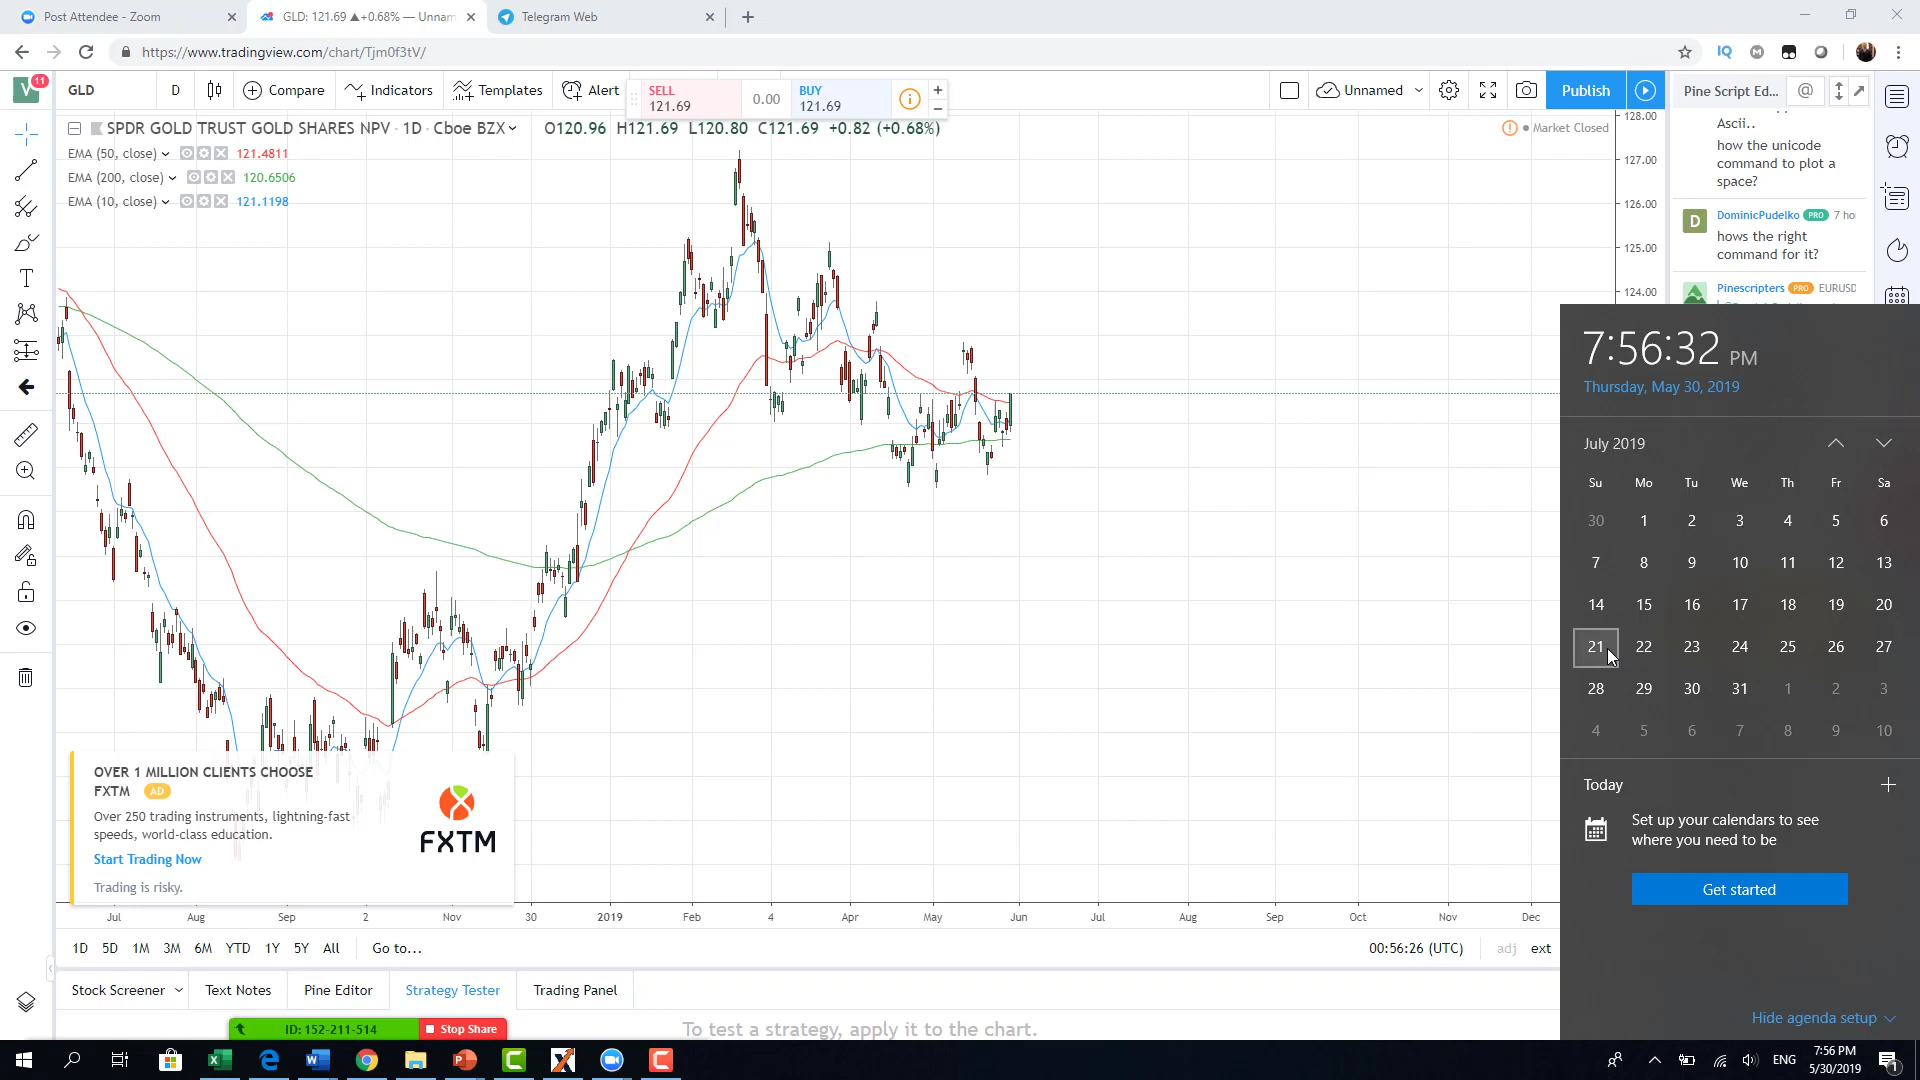 Post Attendee - Zoom
GLD: 121.69 ▲+0.68% — Unnam
Telegram Web
https://www.tradingview.com/chart/Tjm0f3tV/
IQ
11
GLD
D
Compare
Indicators
Templates
Alert
SELL
121.69
0.00
BUY
121.69
Unnamed
Publish
Pine Script Ed...
SPDR GOLD TRUST GOLD SHARES NPV · 1D · Cboe BZX
O120.96 H121.69 L120.80 C121.69 +0.82 (+0.68%)
Market Closed
EMA (50, close) 121.4811
EMA (200, close) 120.6506
EMA (10, close) 121.1198
128.00
127.00
126.00
125.00
124.00
Ascii..
how the unicode
command to plot a
space?
D
DominicPudelko PRO 7 ho
hows the right
command for it?
Pinescripters PRO EURUSD
7:56:32 PM
Thursday, May 30, 2019
July 2019
Su Mo Tu We Th Fr Sa
30 1 2 3 4 5 6
7 8 9 10 11 12 13
14 15 16 17 18 19 20
21 22 23 24 25 26 27
28 29 30 31 1 2 3
4 5 6 7 8 9 10
Today
Set up your calendars to see
where you need to be
Get started
Hide agenda setup
OVER 1 MILLION CLIENTS CHOOSE
FXTM AD
Over 250 trading instruments, lightning-fast
speeds, world-class education.
Start Trading Now
Trading is risky.
FXTM
Jul Aug Sep 2 Nov 30 2019 Feb 4 Apr May Jun Jul Aug Sep Oct Nov Dec
1D 5D 1M 3M 6M YTD 1Y 5Y All Go to...
00:56:26 (UTC) adj ext
Stock Screener Text Notes Pine Editor Strategy Tester Trading Panel
ID: 152-211-514 Stop Share
To test a strategy, apply it to the chart.
ENG
7:56 PM
5/30/2019
1